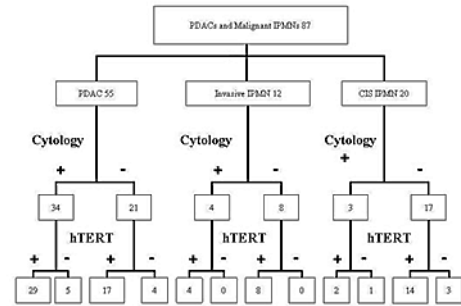 PDACs and Malignant IPMNs 87
PDAC 55 Invasive IPMN 12 CIS IPMN 20
Cytology Cytology Cytology
+ - + - + -
34 21 4 8 3 17
hTERT hTERT hTERT
+ - + - + - + - + - + -
29 5 17 4 4 0 8 0 2 1 14 3